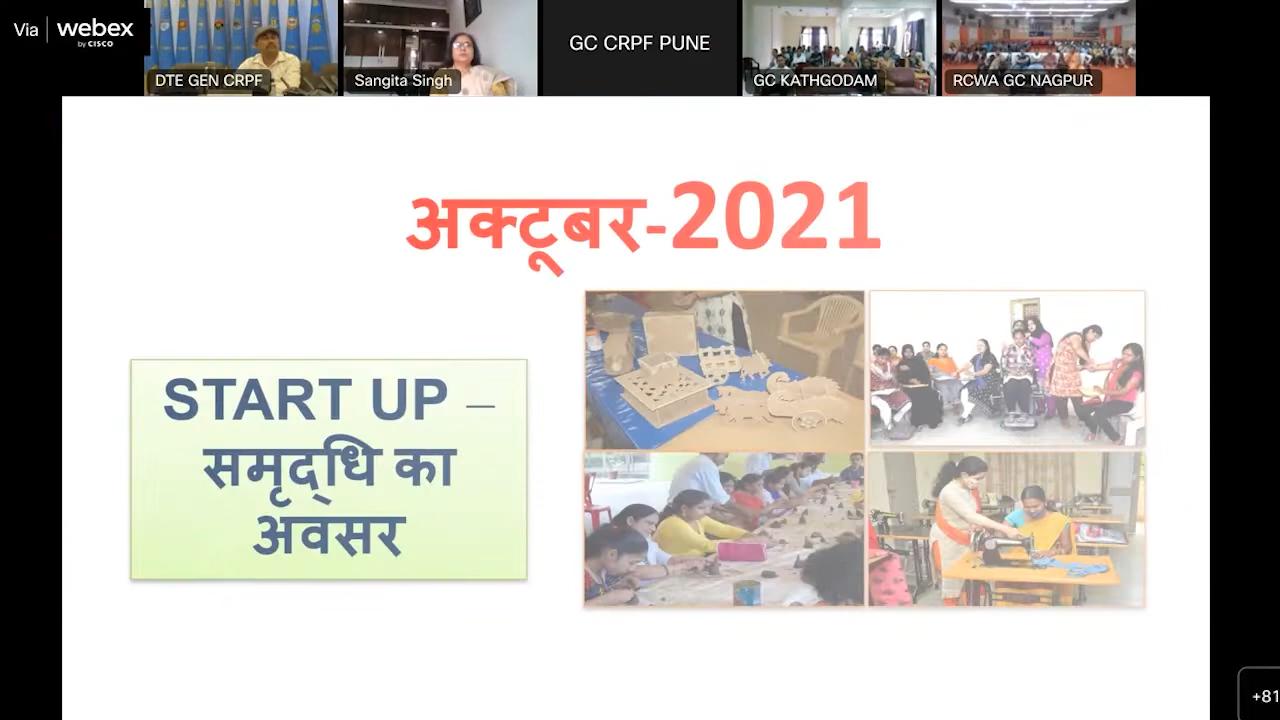 Via webex
by CISCO
DTE GEN CRPF
Sangita Singh
GC CRPF PUNE
GC KATHGODAM
RCWA GC NAGPUR
अक्टूबर-2021
START UP –
समृद्धि का
अवसर
+81